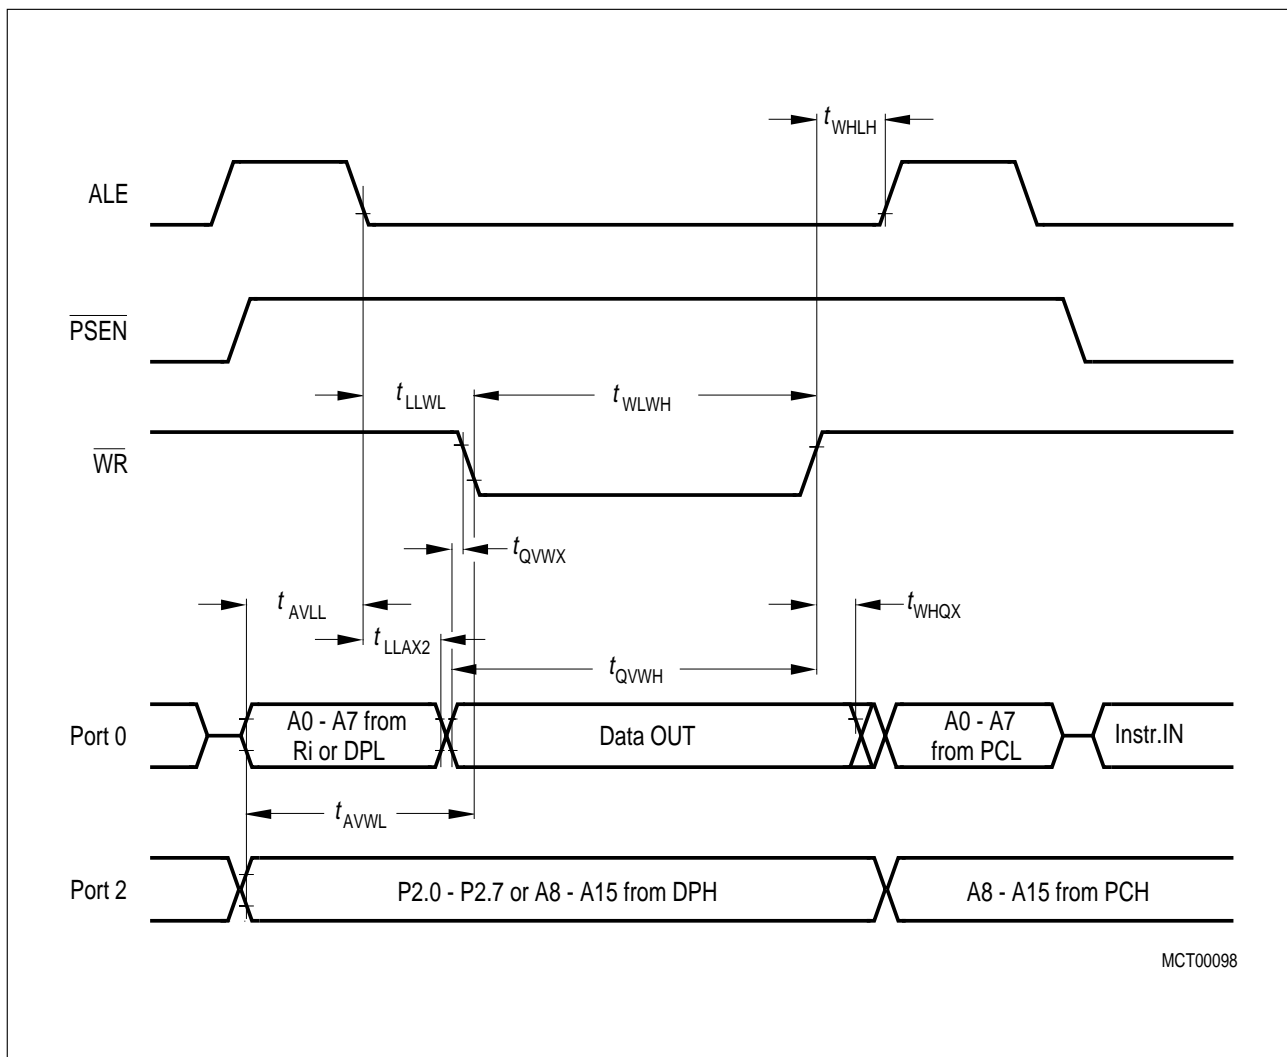 tWHLH
ALE
PSEN
tLLWL
tWLWH
WR
tQVWX
tAVLL
tWHQX
tLLAX2
tQVWH
Port 0
A0 - A7 from
Ri or DPL
Data OUT
A0 - A7
from PCL
Instr.IN
tAVWL
Port 2
P2.0 - P2.7 or A8 - A15 from DPH
A8 - A15 from PCH
MCT00098